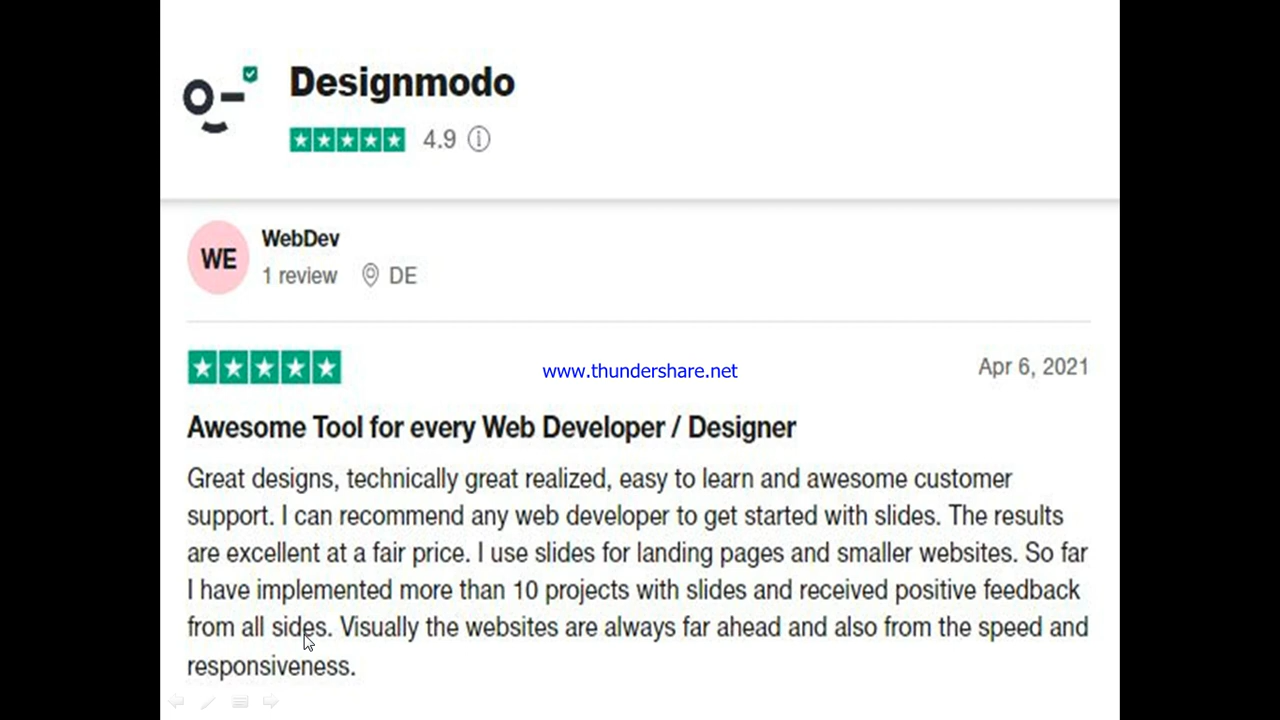 Designmodo
4.9
WE
WebDev
1 review DE
www.thundershare.net
Apr 6, 2021
Awesome Tool for every Web Developer / Designer
Great designs, technically great realized, easy to learn and awesome customer
support. I can recommend any web developer to get started with slides. The results
are excellent at a fair price. I use slides for landing pages and smaller websites. So far
I have implemented more than 10 projects with slides and received positive feedback
from all sides. Visually the websites are always far ahead and also from the speed and
responsiveness.